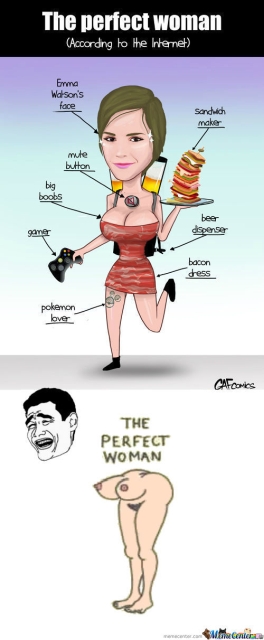 The perfect woman
(According to the Internet)
Emma
Watson's
face
sandwich
maker
mute
button
big
boobs
beer
dispenser
gamer
bacon
dress
pokemon
lover
GAFcomics
THE
PERFECT
WOMAN
memecenter.com MemeCenter